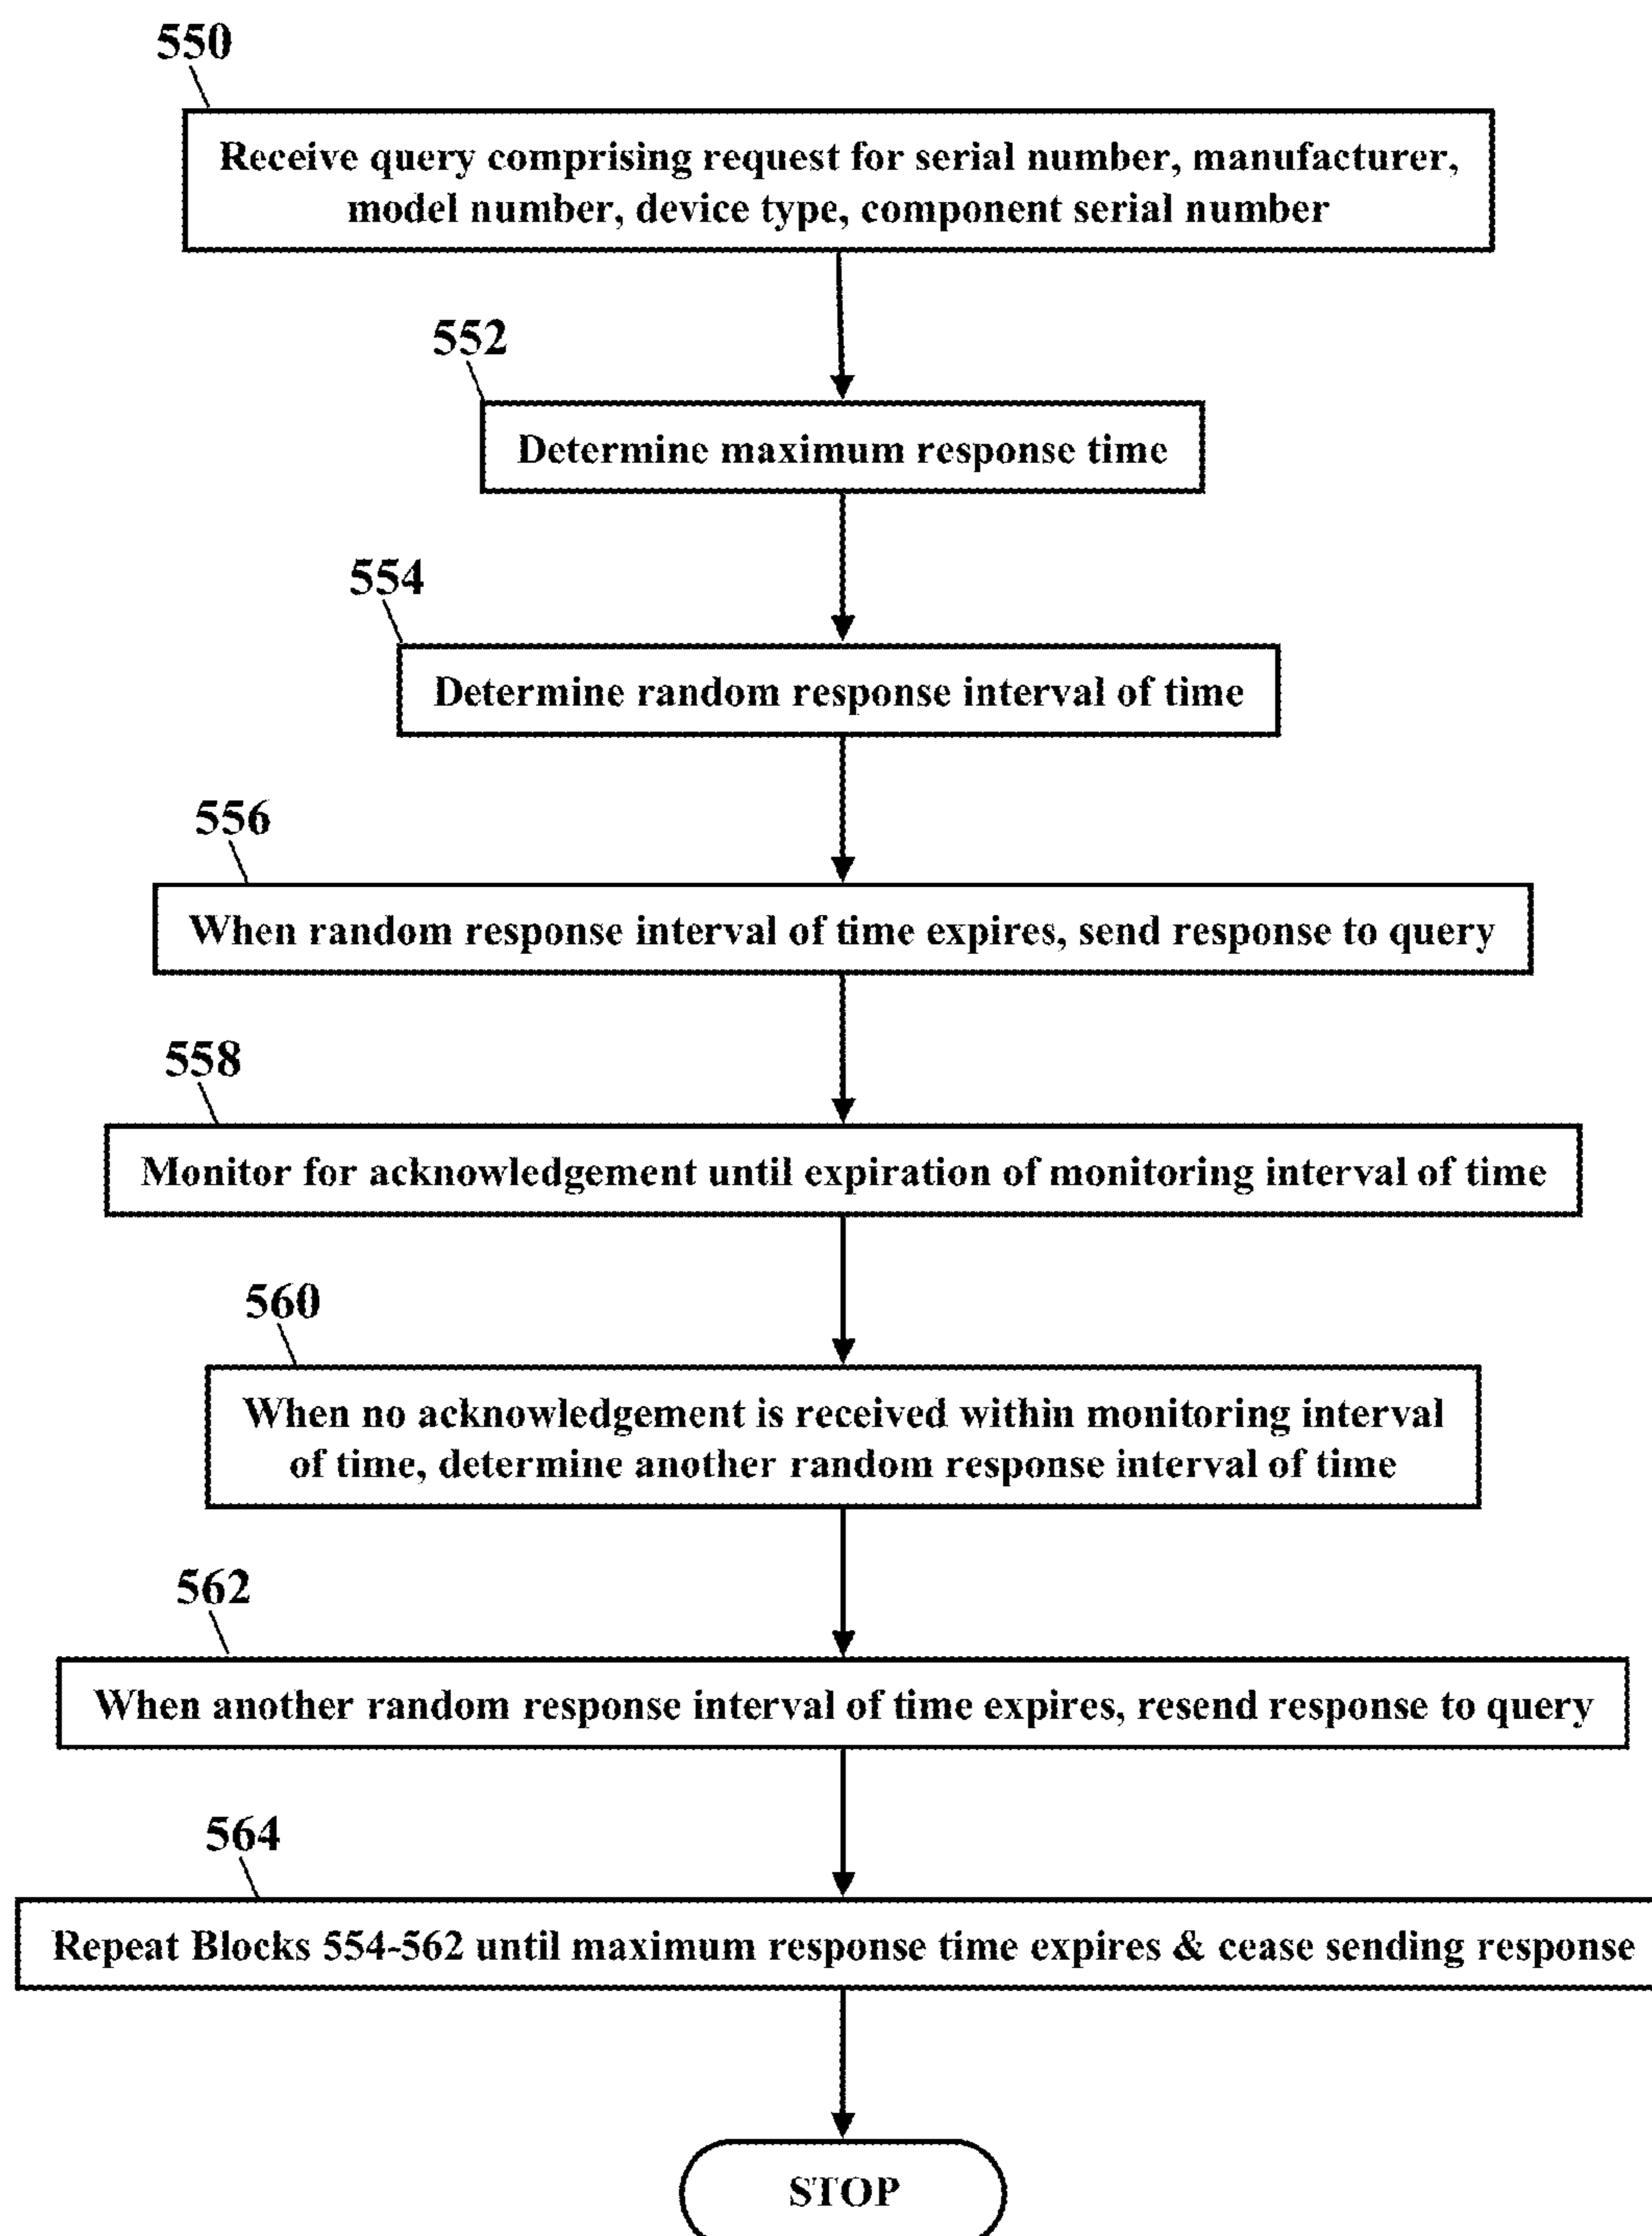 550
Receive query comprising request for serial number, manufacturer,
model number, device type, component serial number
552
Determine maximum response time
554
Determine random response interval of time
556
When random response interval of time expires, send response to query
558
Monitor for acknowledgement until expiration of monitoring interval of time
560
When no acknowledgement is received within monitoring interval
of time, determine another random response interval of time
562
When another random response interval of time expires, resend response to query
564
Repeat Blocks 554-562 until maximum response time expires & cease sending response
STOP